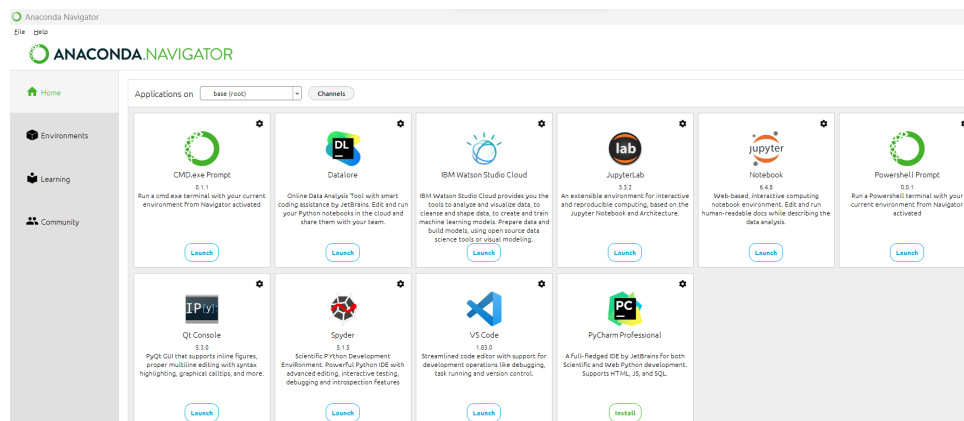 Anaconda Navigator
File Help
ANACONDA.NAVIGATOR
Home
Applications on base (root) Channels
Environments
Learning
Community
CMD.exe Prompt
0.1.1
Run a cmd.exe terminal with your current
environment from Navigator activated
Launch
DL
Datalore
Online Data Analysis Tool with smart
coding assistance by JetBrains. Edit and run
your Python notebooks in the cloud and
share them with your team.
Launch
IBM Watson Studio Cloud
IBM Watson Studio Cloud provides you the
tools to analyze and visualize data, to
cleanse and shape data, to create and train
machine learning models. Prepare data and
build models, using open source data
science tools or visual modeling.
Launch
lab
JupyterLab
3.3.2
An extensible environment for interactive
and reproducible computing, based on the
Jupyter Notebook and Architecture.
Launch
jupyter
Notebook
6.4.8
Web-based, interactive computing
notebook environment. Edit and run
human-readable docs while describing the
data analysis.
Launch
Powershell Prompt
0.0.1
Run a Powershell terminal with your
current environment from Navigator
activated
Launch
IP[y]:
Qt Console
5.3.0
PyQt GUI that supports inline figures,
proper multiline editing with syntax
highlighting, graphical calltips, and more.
Launch
Spyder
5.1.5
Scientific PYthon Development
EnviRonment. Powerful Python IDE with
advanced editing, interactive testing,
debugging and introspection features
Launch
VS Code
1.83.0
Streamlined code editor with support for
development operations like debugging,
task running and version control.
Launch
PC
PyCharm Professional
A full-fledged IDE by JetBrains for both
Scientific and Web Python development.
Supports HTML, JS, and SQL.
Install